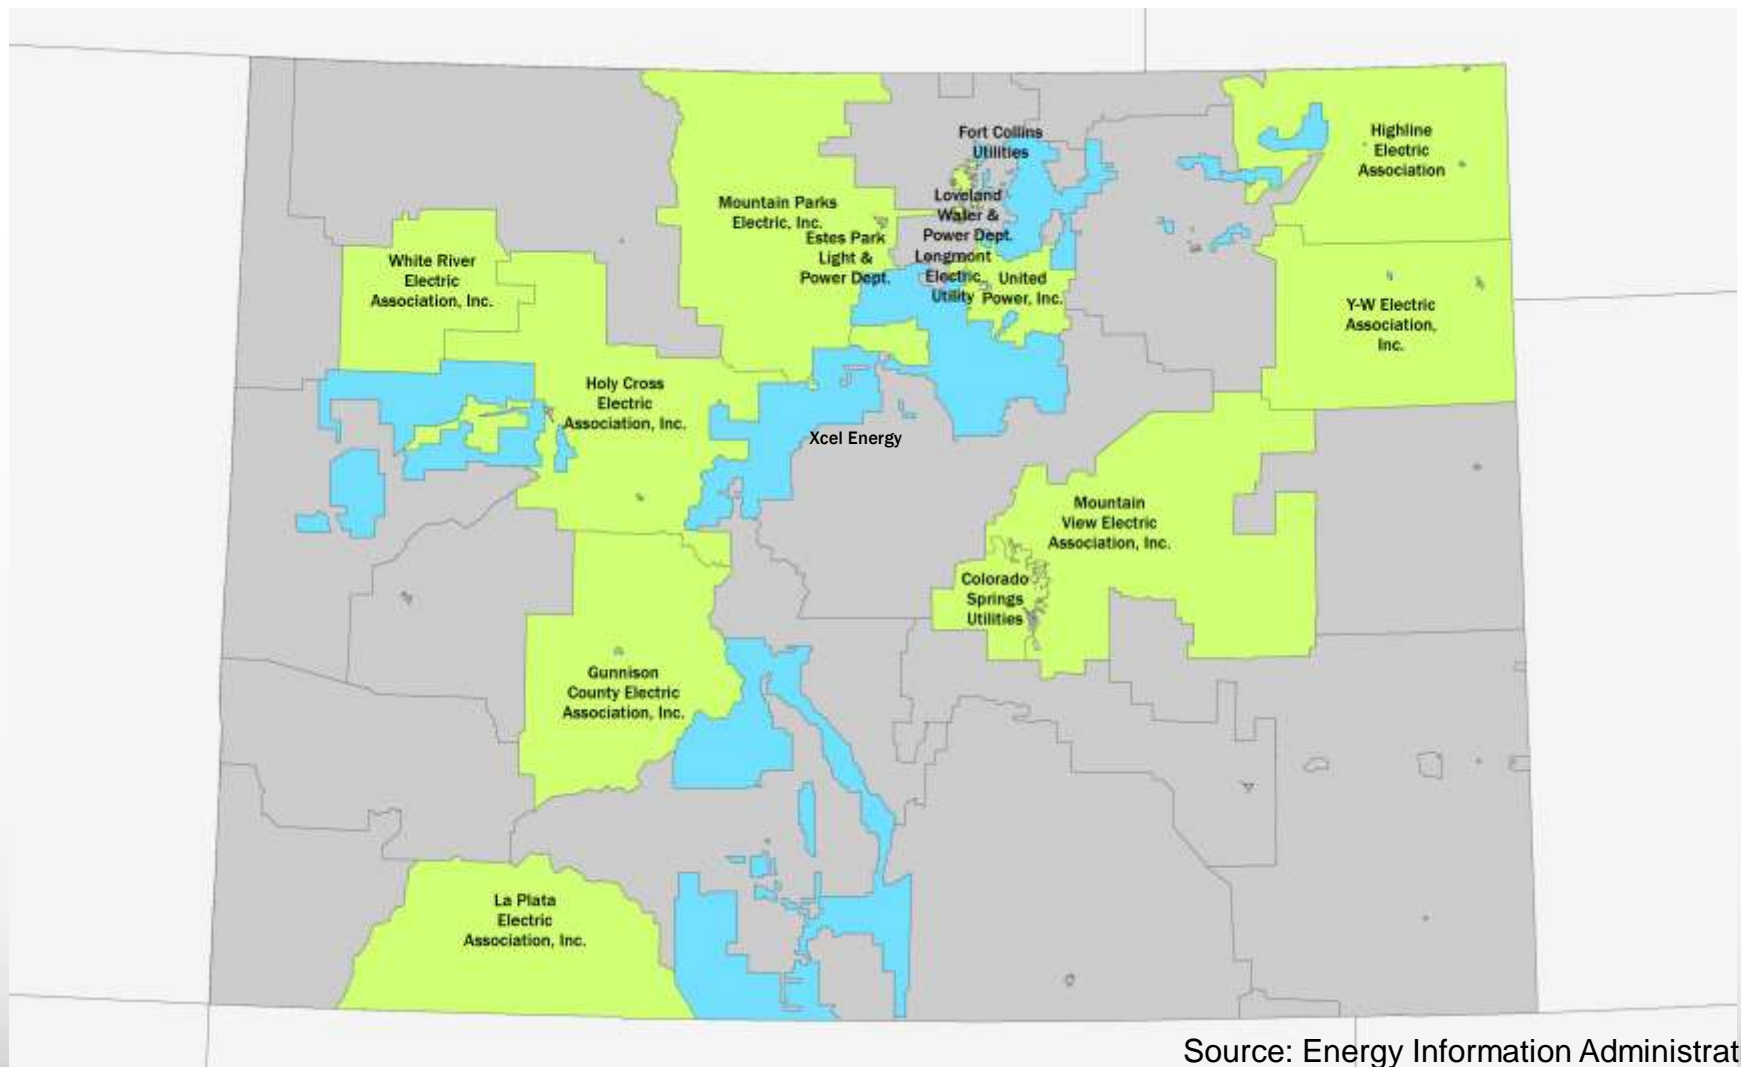 Fort Collins
Utilities
Highline
Electric
Association
Mountain Parks
Electric, Inc.
Loveland
Water &
Power Dept.
Estes Park
Light &
Power Dept.
Longmont
Electric
Utility
United
Power, Inc.
White River
Electric
Association, Inc.
Y-W Electric
Association,
Inc.
Holy Cross
Electric
Association, Inc.
Xcel Energy
Mountain
View Electric
Association, Inc.
Colorado
Springs
Utilities
Gunnison
County Electric
Association, Inc.
La Plata
Electric
Association, Inc.
Source: Energy Information Administrat